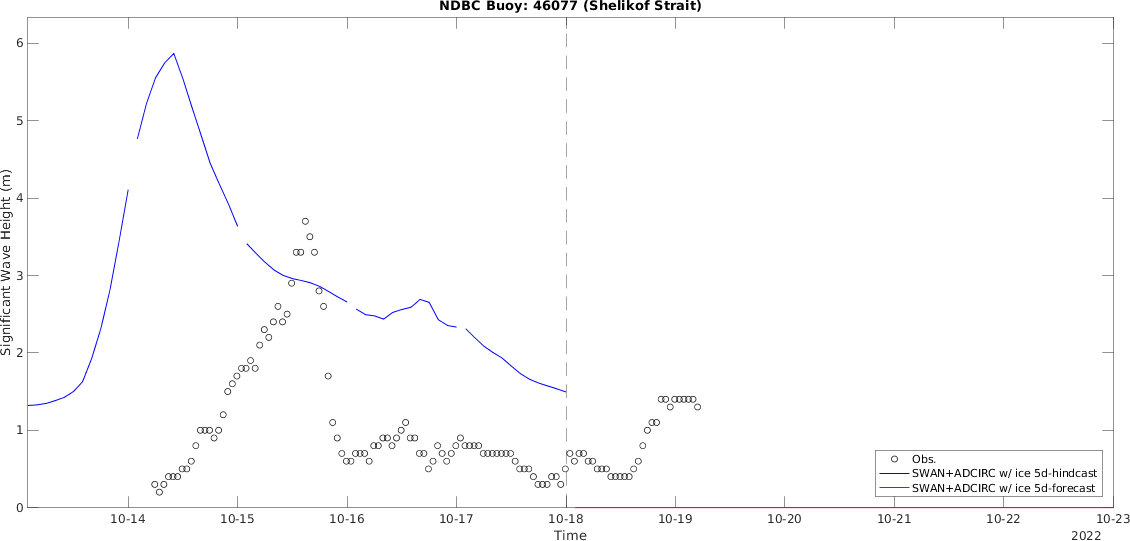 NDBC Buoy: 46077 (Shelikof Strait)
Significant Wave Height (m)
6
5
4
3
2
1
0
Obs.
SWAN+ADCIRC w/ ice 5d-hindcast
SWAN+ADCIRC w/ ice 5d-forecast
10-14 10-15 10-16 10-17 10-18 10-19 10-20 10-21 10-22 10-23
Time
2022